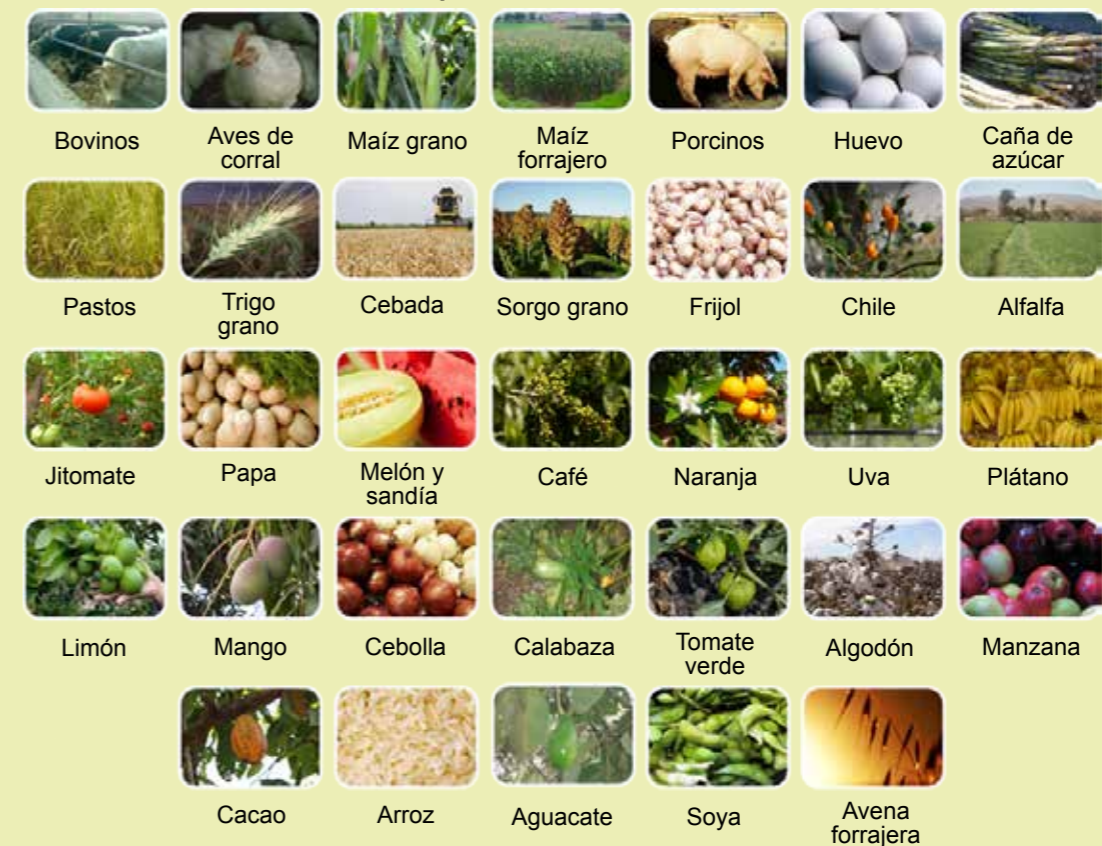 Bovinos
Aves de
corral
Maíz grano
Maíz
forrajero
Porcinos
Huevo
Caña de
azúcar
Pastos
Trigo
grano
Cebada
Sorgo grano
Frijol
Chile
Alfalfa
Jitomate
Papa
Melón y
sandía
Café
Naranja
Uva
Plátano
Limón
Mango
Cebolla
Calabaza
Tomate
verde
Algodón
Manzana
Cacao
Arroz
Aguacate
Soya
Avena
forrajera